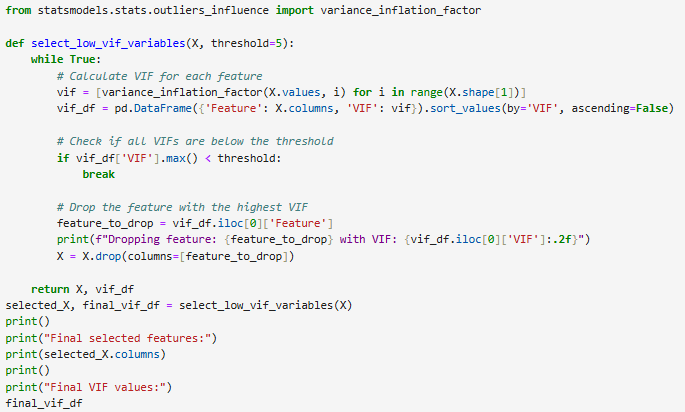 from statsmodels.stats.outliers_influence import variance_inflation_factor

def select_low_vif_variables(X, threshold=5):
    while True:
        # Calculate VIF for each feature
        vif = [variance_inflation_factor(X.values, i) for i in range(X.shape[1])]
        vif_df = pd.DataFrame({'Feature': X.columns, 'VIF': vif}).sort_values(by='VIF', ascending=False)

        # Check if all VIFs are below the threshold
        if vif_df['VIF'].max() < threshold:
            break

        # Drop the feature with the highest VIF
        feature_to_drop = vif_df.iloc[0]['Feature']
        print(f"Dropping feature: {feature_to_drop} with VIF: {vif_df.iloc[0]['VIF']:.2f}")
        X = X.drop(columns=[feature_to_drop])

    return X, vif_df
selected_X, final_vif_df = select_low_vif_variables(X)
print()
print("Final selected features:")
print(selected_X.columns)
print()
print("Final VIF values:")
final_vif_df